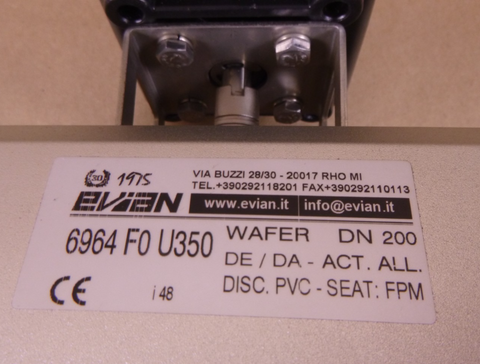 30 1975
VIA BUZZI 28/30 - 20017 RHO MI
TEL.+390292118201 FAX+390292110113
EVIAN www.evian.it info@evian.it
6964 F0 U350 WAFER DN 200
DE / DA - ACT. ALL.
CE i 48 DISC. PVC - SEAT: FPM